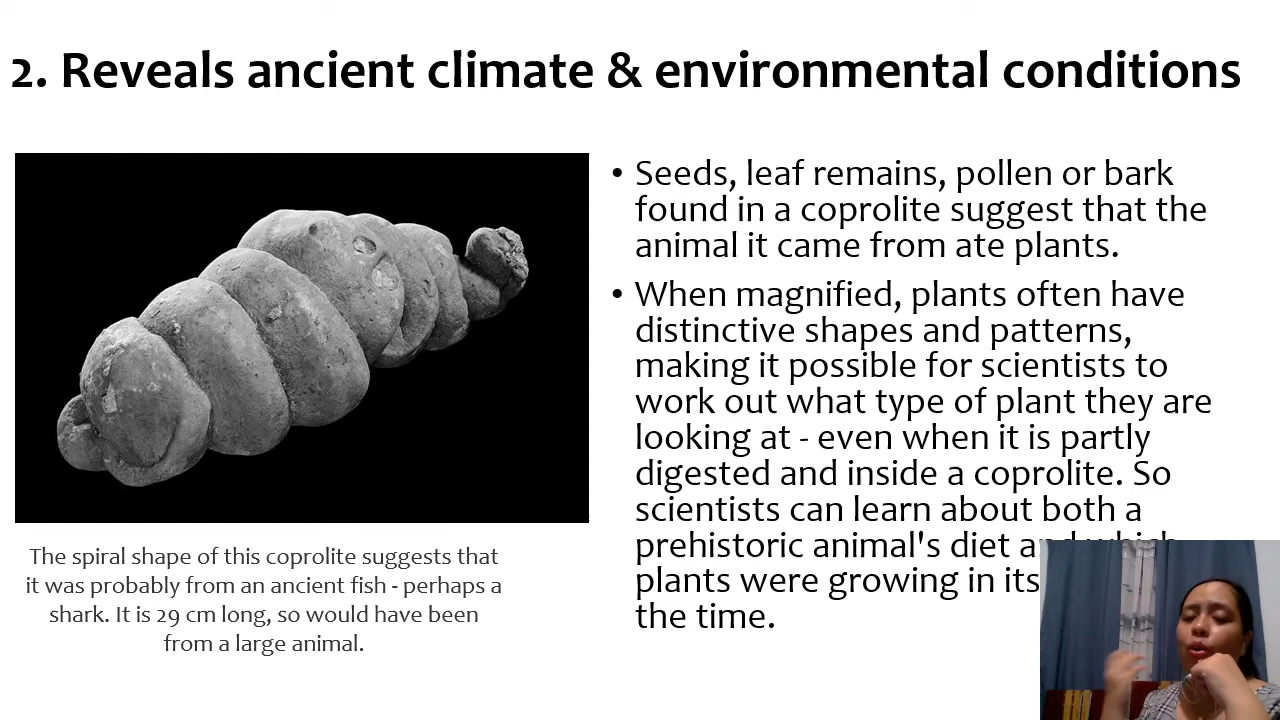 2. Reveals ancient climate & environmental conditions
• Seeds, leaf remains, pollen or bark
found in a coprolite suggest that the
animal it came from ate plants.
• When magnified, plants often have
distinctive shapes and patterns,
making it possible for scientists to
work out what type of plant they are
looking at - even when it is partly
digested and inside a coprolite. So
scientists can learn about both a
prehistoric animal's diet and which
plants were growing in its
the time.
The spiral shape of this coprolite suggests that
it was probably from an ancient fish - perhaps a
shark. It is 29 cm long, so would have been
from a large animal.